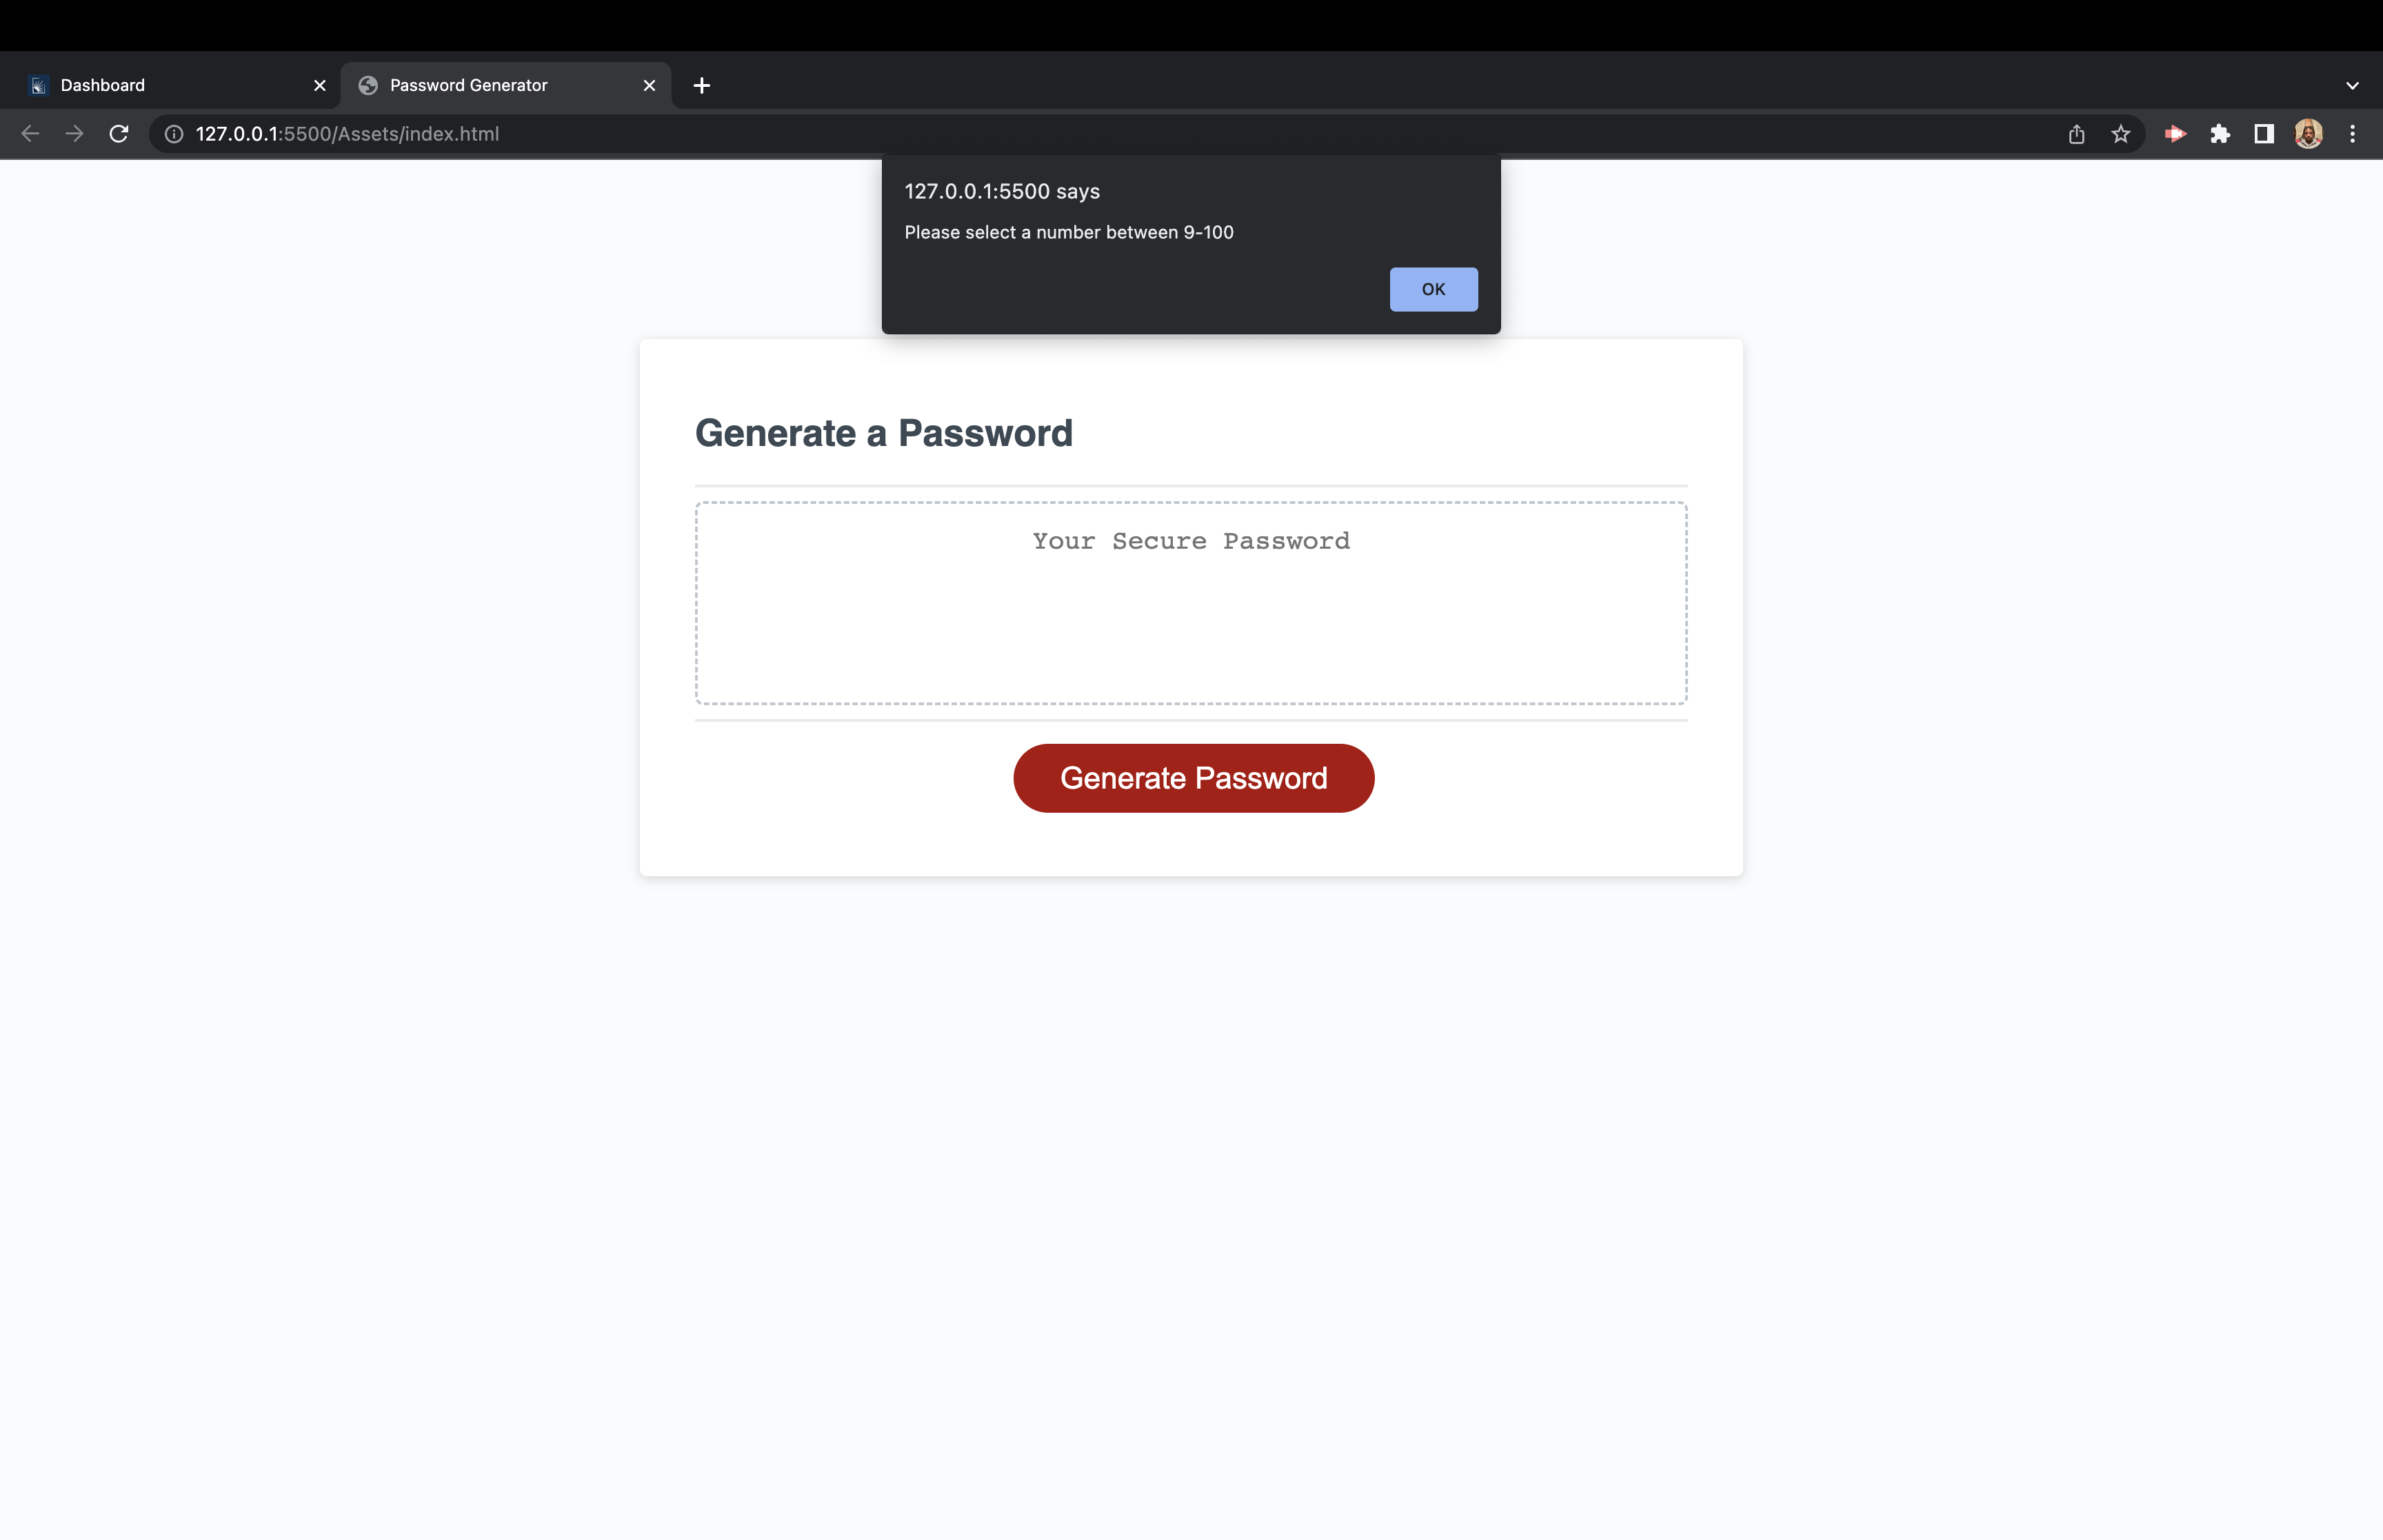 Dashboard
Password Generator
127.0.0.1:5500/Assets/index.html
127.0.0.1:5500 says
Please select a number between 9-100
OK
Generate a Password
Your Secure Password
Generate Password